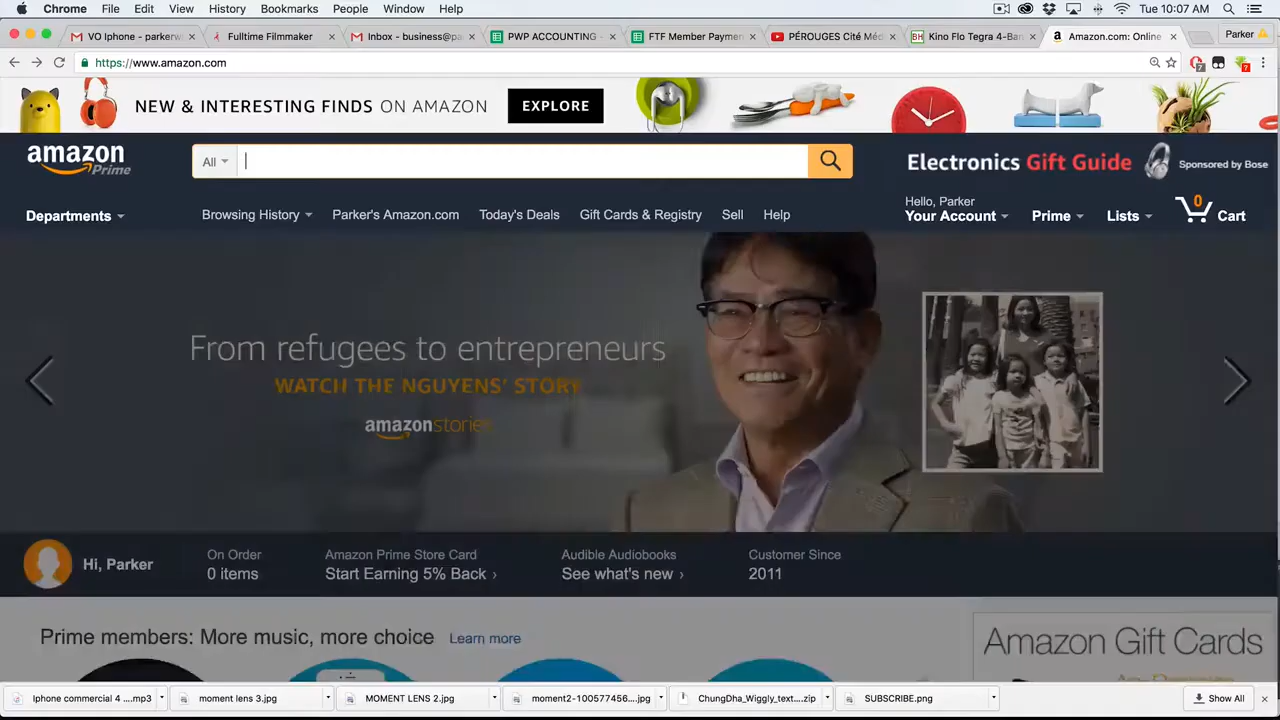 Chrome File Edit View History Bookmarks People Window Help Tue 10:07 AM
VO Iphone - parkerw Fulltime Filmmaker Inbox - business@pa PWP ACCOUNTING - FTF Member Paymen PÉROUGES Cité Méd Kino Flo Tegra 4-Ban Amazon.com: Online Parker
https://www.amazon.com 7 7
NEW & INTERESTING FINDS ON AMAZON EXPLORE
amazon Prime All Electronics Gift Guide Sponsored by Bose
Hello, Parker 0
Departments Browsing History Parker's Amazon.com Today's Deals Gift Cards & Registry Sell Help Your Account Prime Lists Cart
From refugees to entrepreneurs
WATCH THE NGUYENS' STORY
amazonstories
On Order Amazon Prime Store Card Audible Audiobooks Customer Since
Hi, Parker 0 items Start Earning 5% Back › See what's new › 2011
Prime members: More music, more choice Learn more Amazon Gift Cards
Iphone commercial 4 ....mp3 moment lens 3.jpg MOMENT LENS 2.jpg moment2-100577456....jpg ChungDha_Wiggly_text....zip SUBSCRIBE.png Show All